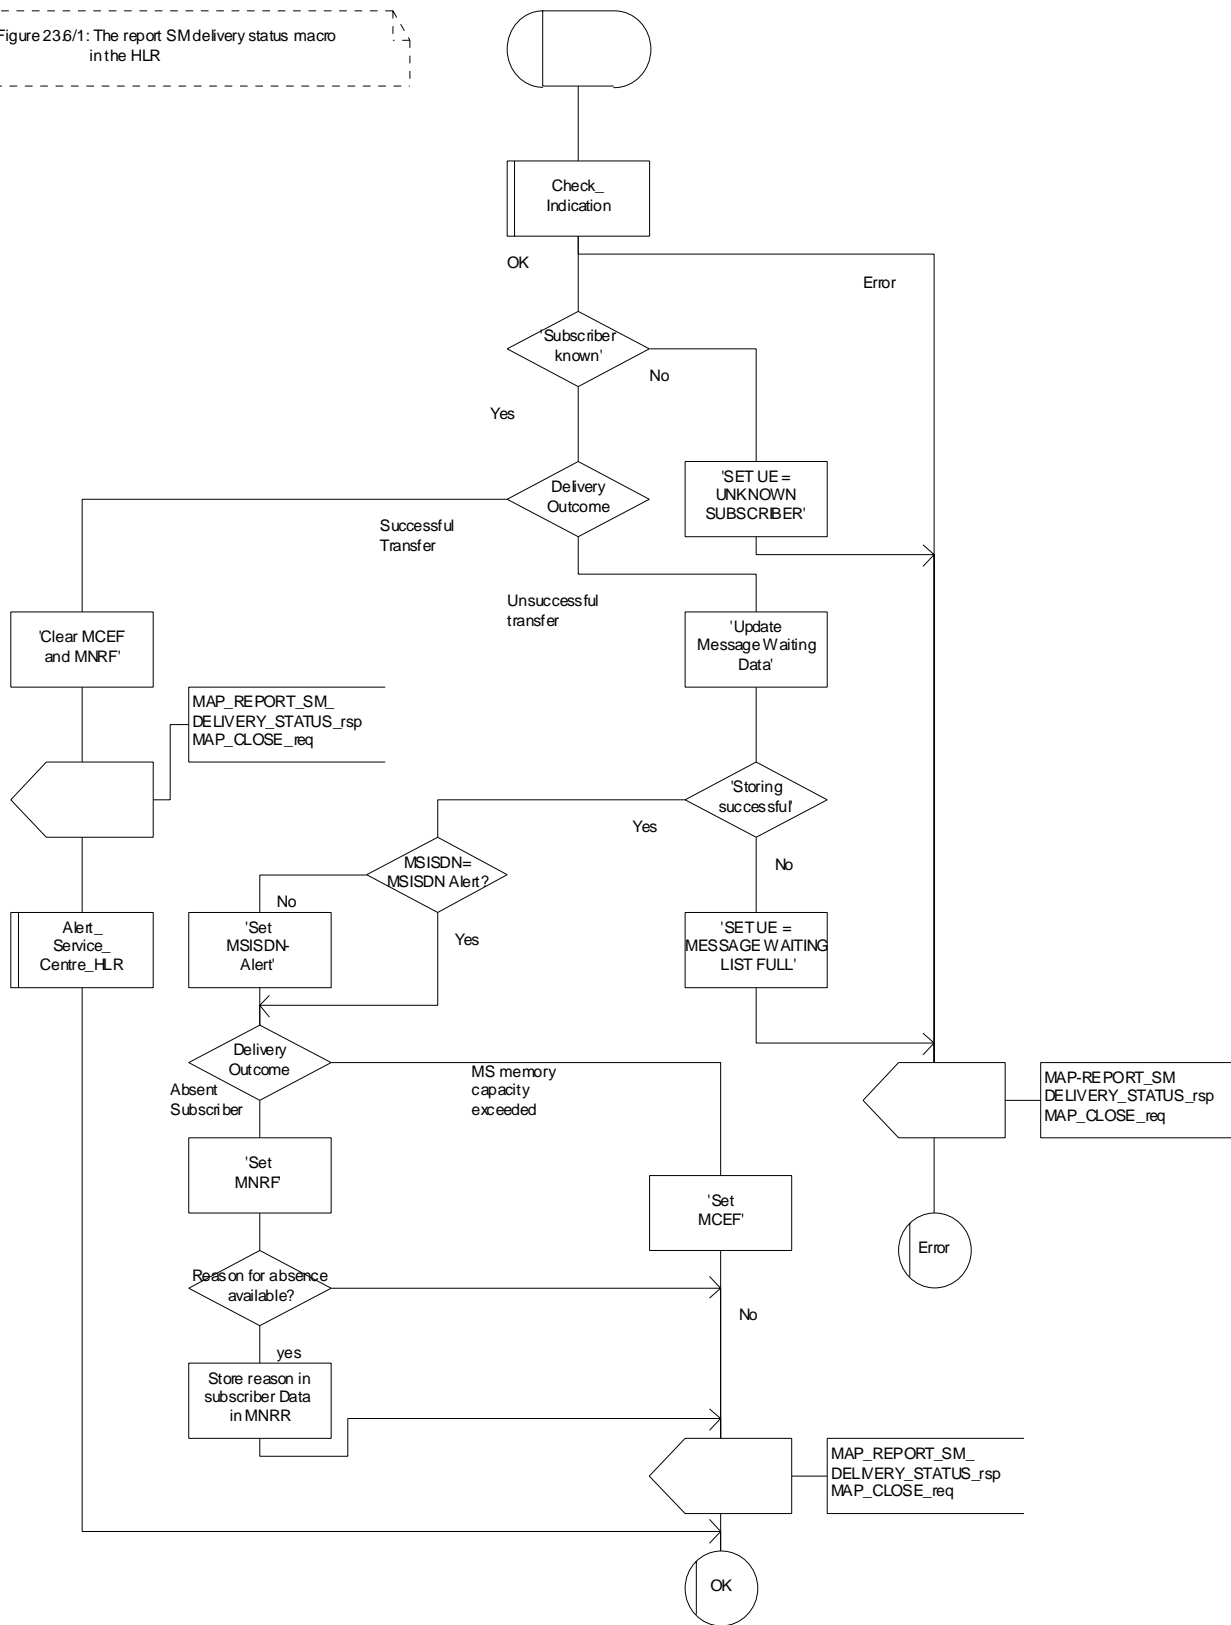 Figure 23.6/1: The report SM delivery status macro
in the HLR
Check_
Indication
OK
Error
'Subscriber
known'
No
Yes
Delivery
Outcome
'SET UE =
UNKNOWN
SUBSCRIBER'
Successful
Transfer
Unsuccessful
transfer
'Clear MCEF
and MNRF'
'Update
Message Waiting
Data'
MAP_REPORT_SM_
DELIVERY_STATUS_rsp
MAP_CLOSE_req
'Storing
successful'
Yes
No
MSISDN=
MSISDN Alert?
No
Yes
Alert_
Service_
Centre_HLR
'Set
MSISDN-
Alert'
'SET UE =
MESSAGE WAITING
LIST FULL'
Delivery
Outcome
Absent
Subscriber
MS memory
capacity
exceeded
MAP-REPORT_SM
DELIVERY_STATUS_rsp
MAP_CLOSE_req
'Set
MNRF'
'Set
MCEF'
Error
Reason for absence
available?
No
yes
Store reason in
subscriber Data
in MNRR
MAP_REPORT_SM_
DELIVERY_STATUS_rsp
MAP_CLOSE_req
OK